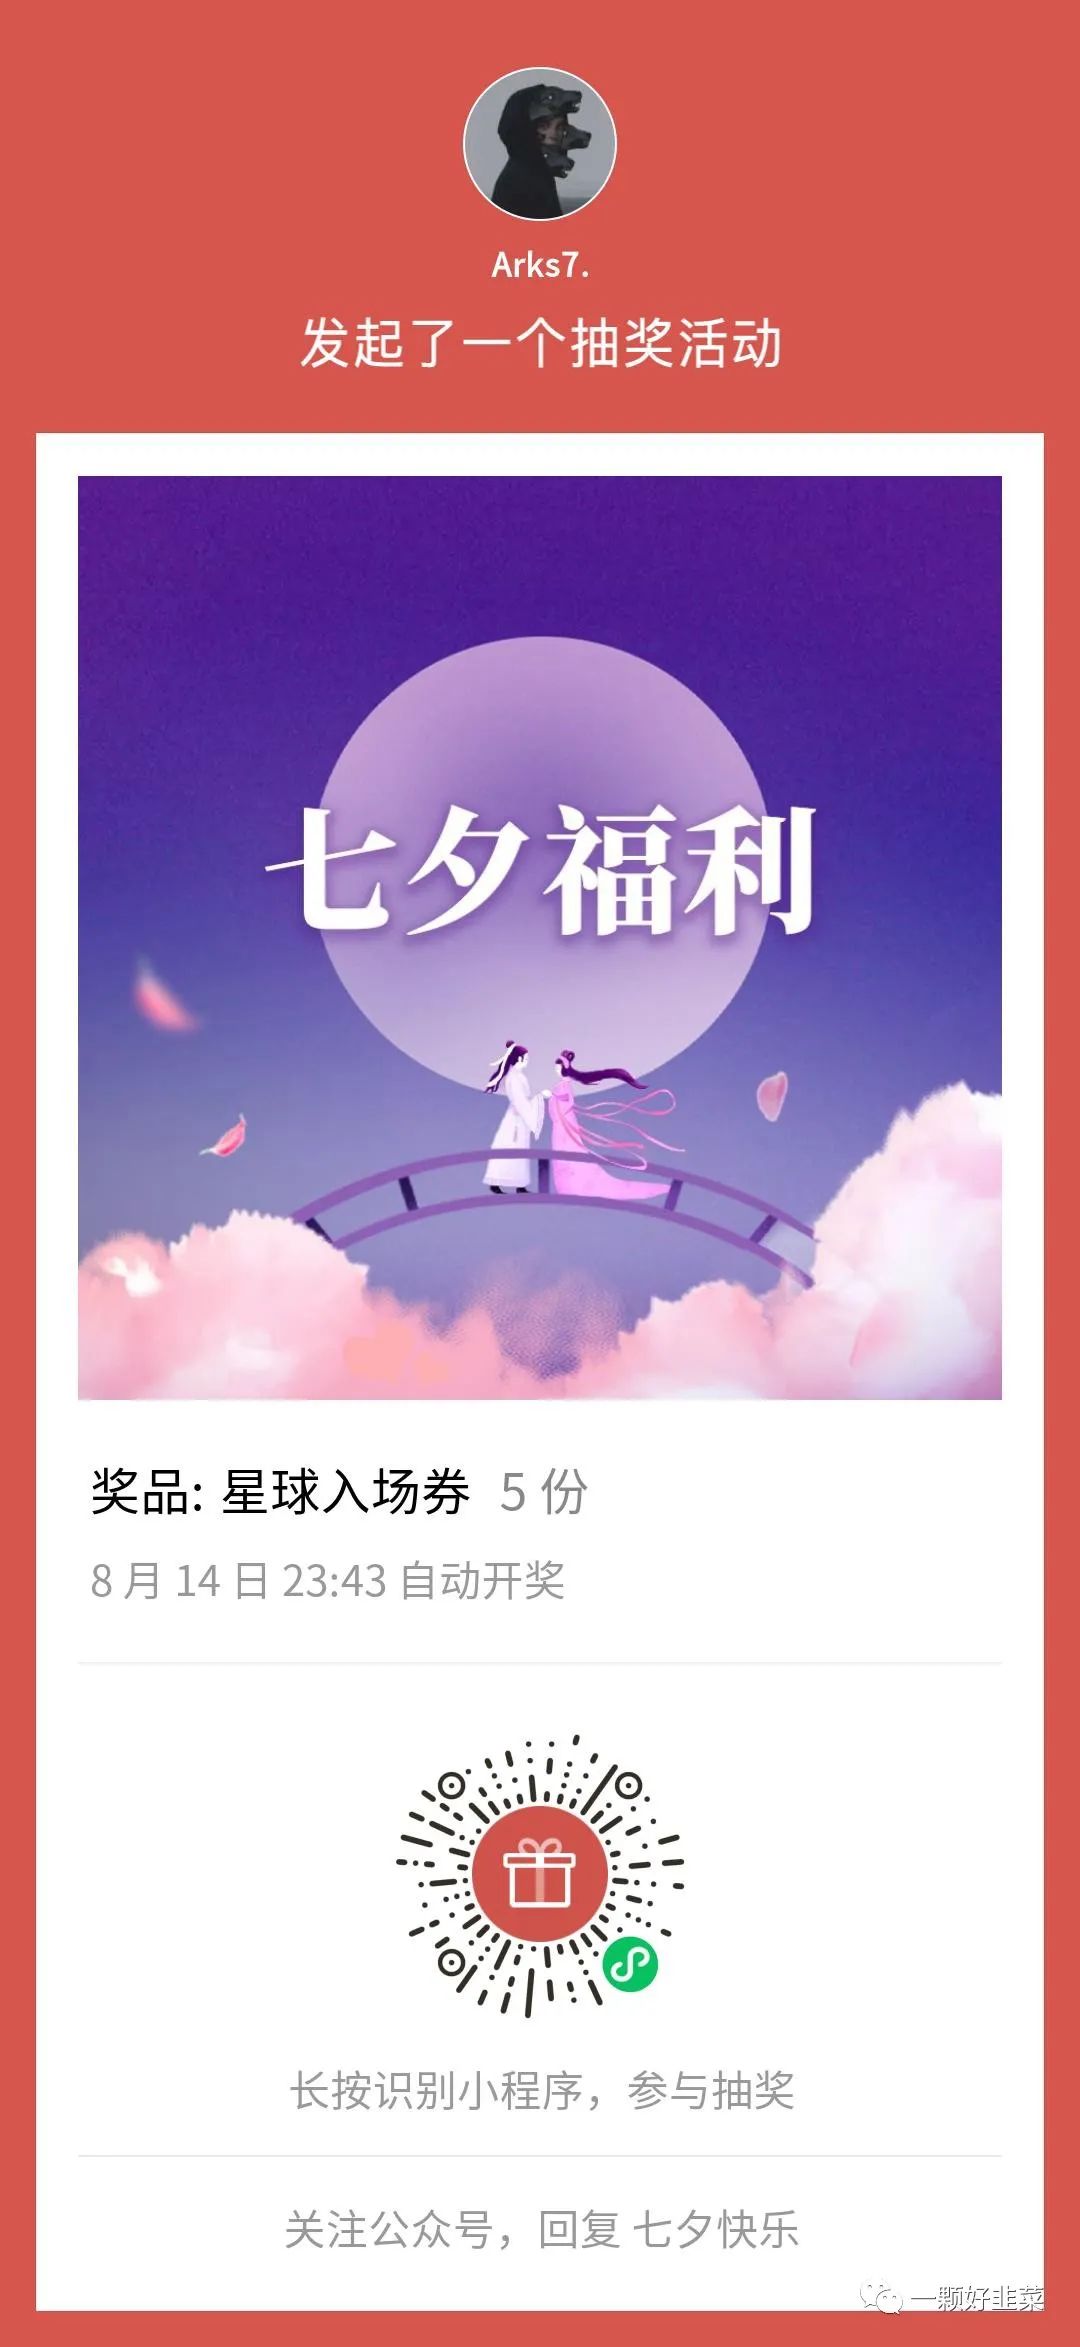 Arks7.
发起了一个抽奖活动
七夕福利
奖品: 星球入场券 5 份
8 月 14 日 23:43 自动开奖
长按识别小程序，参与抽奖
关注公众号，回复 七夕快乐
一颗好韭菜